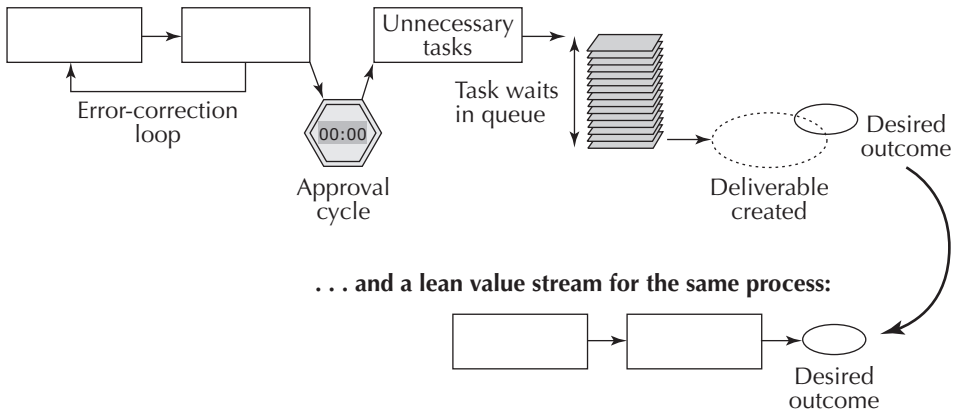 Unnecessary
tasks
Error-correction
loop
00:00
Approval
cycle
Task waits
in queue
Desired
outcome
Deliverable
created
. . . and a lean value stream for the same process:
Desired
outcome